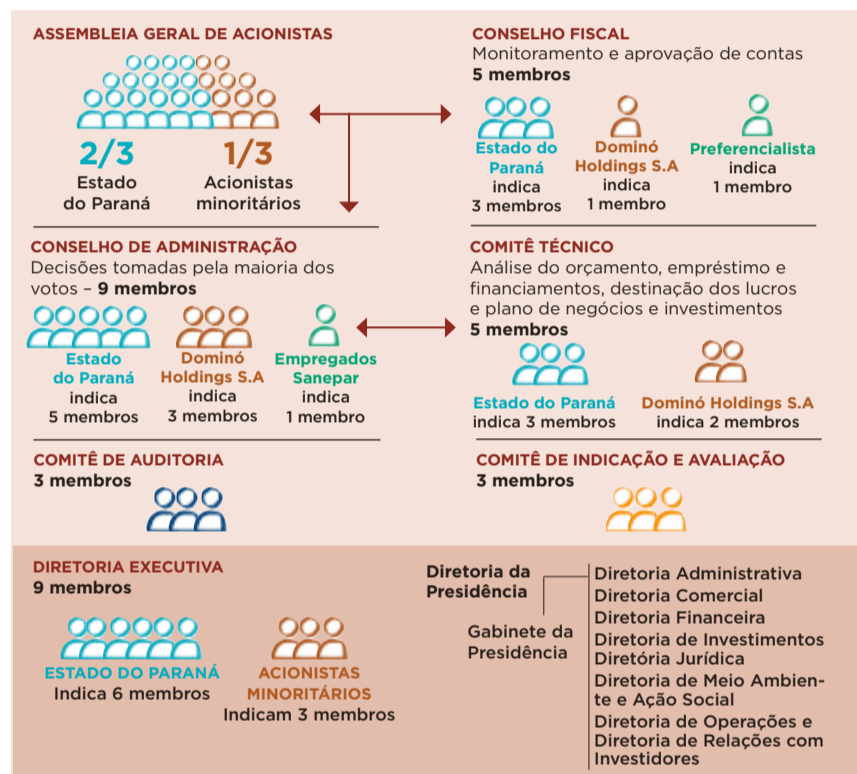 ASSEMBLEIA GERAL DE ACIONISTAS
2/3
Estado
do Paraná
1/3
Acionistas
minoritários
CONSELHO FISCAL
Monitoramento e aprovação de contas
5 membros
Estado do
Paraná
indica
3 membros
Dominó
Holdings S.A
indica
1 membro
Preferencialista
indica
1 membro
CONSELHO DE ADMINISTRAÇÃO
Decisões tomadas pela maioria dos
votos – 9 membros
Estado
do Paraná
indica
5 membros
Dominó
Holdings S.A
indica
3 membros
Empregados
Sanepar
indica
1 membro
COMITÊ TÉCNICO
Análise do orçamento, empréstimo e
financiamentos, destinação dos lucros
e plano de negócios e investimentos
5 membros
Estado do Paraná
indica 3 membros
Dominó Holdings S.A
indica 2 membros
COMITÊ DE AUDITORIA
3 membros
COMITÊ DE INDICAÇÃO E AVALIAÇÃO
3 membros
DIRETORIA EXECUTIVA
9 membros
ESTADO DO PARANÁ
Indica 6 membros
ACIONISTAS
MINORITÁRIOS
Indicam 3 membros
Diretoria da
Presidência
Gabinete da
Presidência
Diretoria Administrativa
Diretoria Comercial
Diretoria Financeira
Diretoria de Investimentos
Diretória Jurídica
Diretoria de Meio Ambien-
te e Ação Social
Diretoria de Operações e
Diretoria de Relações com
Investidores